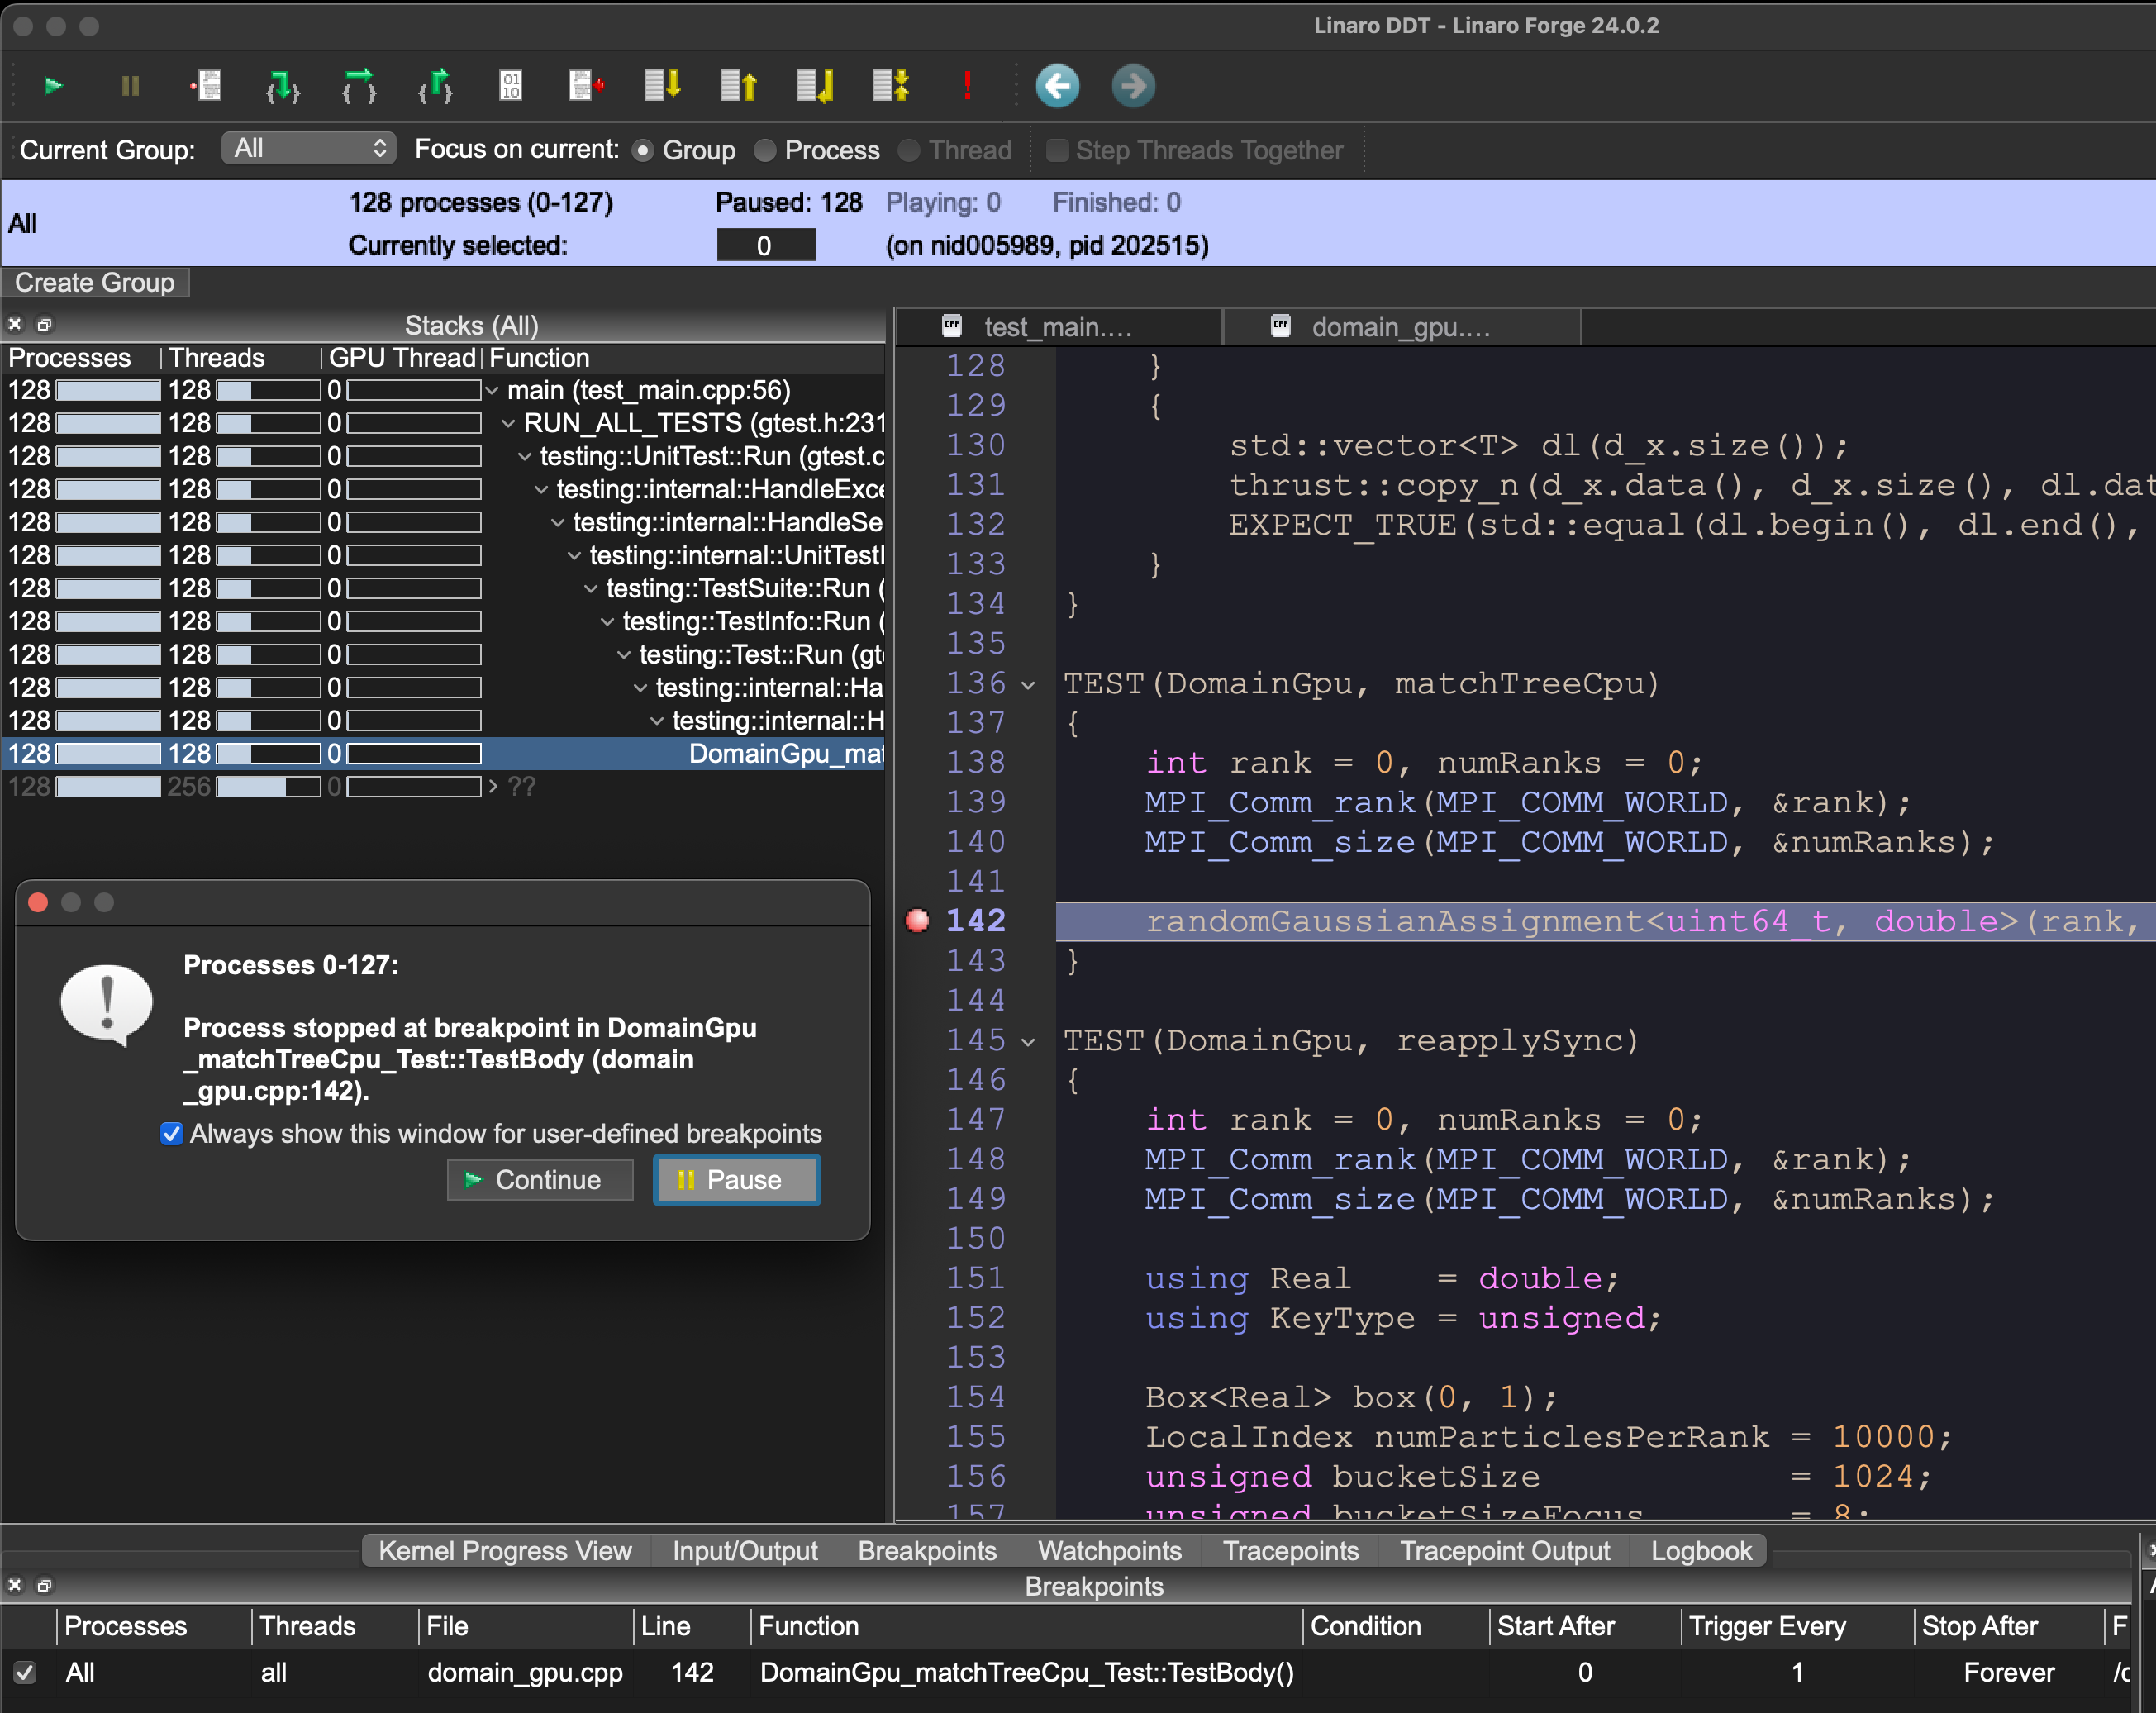 Linaro DDT - Linaro Forge 24.0.2
Current Group: All Focus on current: Group Process Thread Step Threads Together
All
128 processes (0-127) Paused: 128 Playing: 0 Finished: 0
Currently selected: 0 (on nid005989, pid 202515)
Create Group
Stacks (All)
Processes Threads GPU Thread Function
128 128 0 main (test_main.cpp:56)
128 128 0 RUN_ALL_TESTS (gtest.h:231
128 128 0 testing::UnitTest::Run (gtest.c
128 128 0 testing::internal::HandleExce
128 128 0 testing::internal::HandleSe
128 128 0 testing::internal::UnitTestI
128 128 0 testing::TestSuite::Run (
128 128 0 testing::TestInfo::Run (
128 128 0 testing::Test::Run (gt
128 128 0 testing::internal::Ha
128 128 0 testing::internal::H
128 128 0 DomainGpu_mat
128 256 0 ??
Processes 0-127:
Process stopped at breakpoint in DomainGpu
_matchTreeCpu_Test::TestBody (domain
_gpu.cpp:142).
Always show this window for user-defined breakpoints
Continue Pause
test_main.... domain_gpu....
128 }
129 {
130 std::vector<T> dl(d_x.size());
131 thrust::copy_n(d_x.data(), d_x.size(), dl.dat
132 EXPECT_TRUE(std::equal(dl.begin(), dl.end(),
133 }
134 }
135
136 TEST(DomainGpu, matchTreeCpu)
137 {
138 int rank = 0, numRanks = 0;
139 MPI_Comm_rank(MPI_COMM_WORLD, &rank);
140 MPI_Comm_size(MPI_COMM_WORLD, &numRanks);
141
142 randomGaussianAssignment<uint64_t, double>(rank,
143 }
144
145 TEST(DomainGpu, reapplySync)
146 {
147 int rank = 0, numRanks = 0;
148 MPI_Comm_rank(MPI_COMM_WORLD, &rank);
149 MPI_Comm_size(MPI_COMM_WORLD, &numRanks);
150
151 using Real = double;
152 using KeyType = unsigned;
153
154 Box<Real> box(0, 1);
155 LocalIndex numParticlesPerRank = 10000;
156 unsigned bucketSize = 1024;
157 unsigned bucketSizeFocus = 8;
Kernel Progress View Input/Output Breakpoints Watchpoints Tracepoints Tracepoint Output Logbook
Breakpoints
Processes Threads File Line Function Condition Start After Trigger Every Stop After
All all domain_gpu.cpp 142 DomainGpu_matchTreeCpu_Test::TestBody() 0 1 Forever